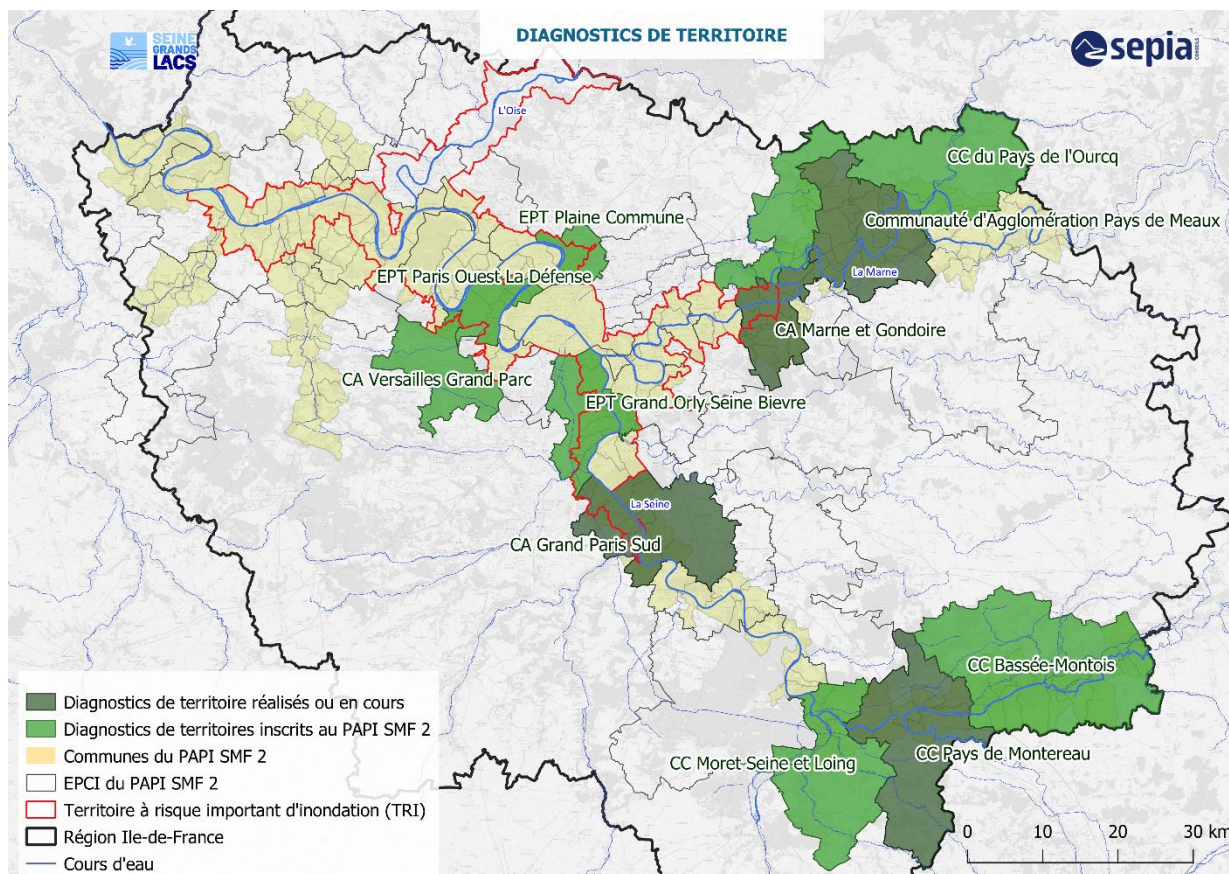 SEINE
GRANDS
LACS
DIAGNOSTICS DE TERRITOIRE
sepia
CONSEILS
L'Oise
CC du Pays de l'Ourcq
EPT Plaine Commune
Communauté d'Agglomération Pays de Meaux
EPT Paris Ouest La Défense
La Marne
CA Marne et Gondoire
CA Versailles Grand Parc
EPT Grand Orly Seine Bievre
La Seine
CA Grand Paris Sud
CC Bassée-Montois
CC Pays de Montereau
CC Moret-Seine et Loing
Diagnostics de territoire réalisés ou en cours
Diagnostics de territoires inscrits au PAPI SMF 2
Communes du PAPI SMF 2
EPCI du PAPI SMF 2
Territoire à risque important d'inondation (TRI)
Région Ile-de-France
Cours d'eau
0 10 20 30 km